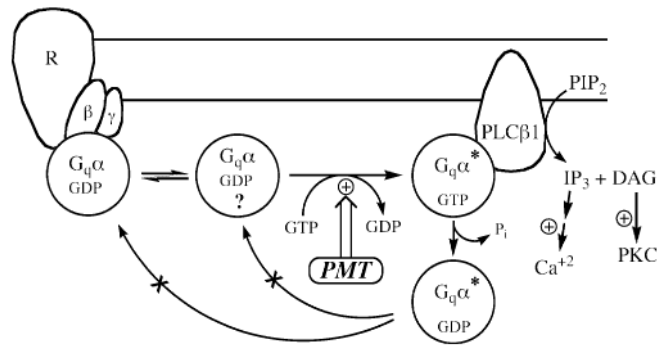 R
β
γ
Gqα
GDP
Gqα
GDP
?
GTP
GDP
PMT
Gqα*
GTP
PLCβ1
PIP₂
IP₃ + DAG
Ca⁺²
PKC
Pᵢ
Gqα*
GDP